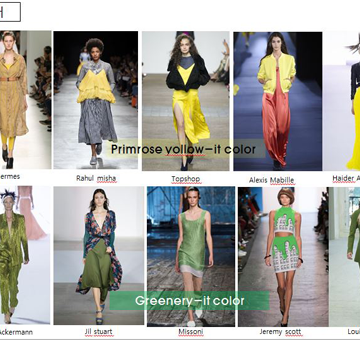 H
Primrose yollow-it color
ermes
Rahul misha
Topshop
Alexis Mabille
Haider A
Greenery-it color
Ackermann
Jil stuart
Missoni
Jeremy scott
Lou